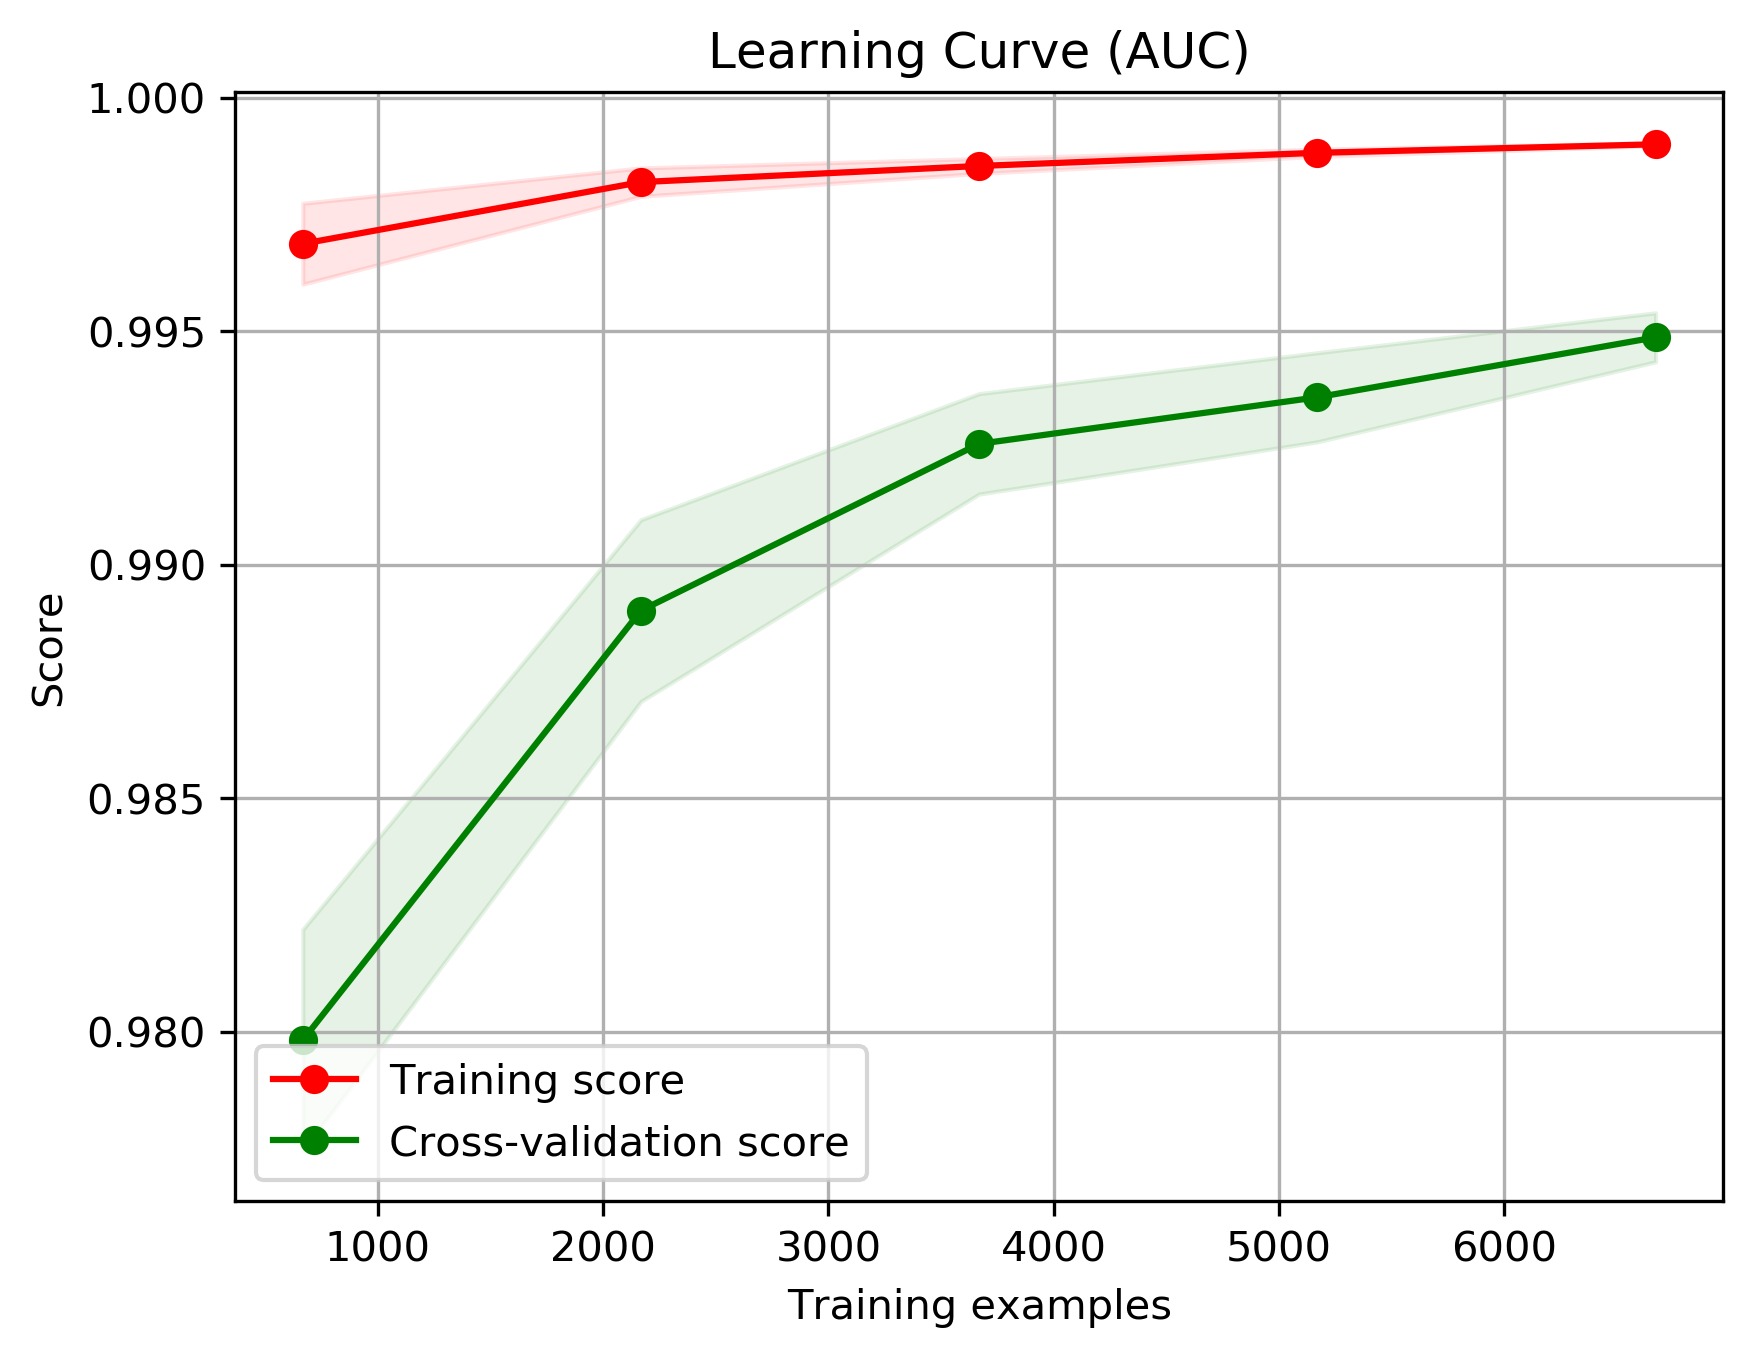 Learning Curve (AUC)
1.000
0.995
0.990
0.985
0.980
Score
Training score
Cross-validation score
1000 2000 3000 4000 5000 6000
Training examples